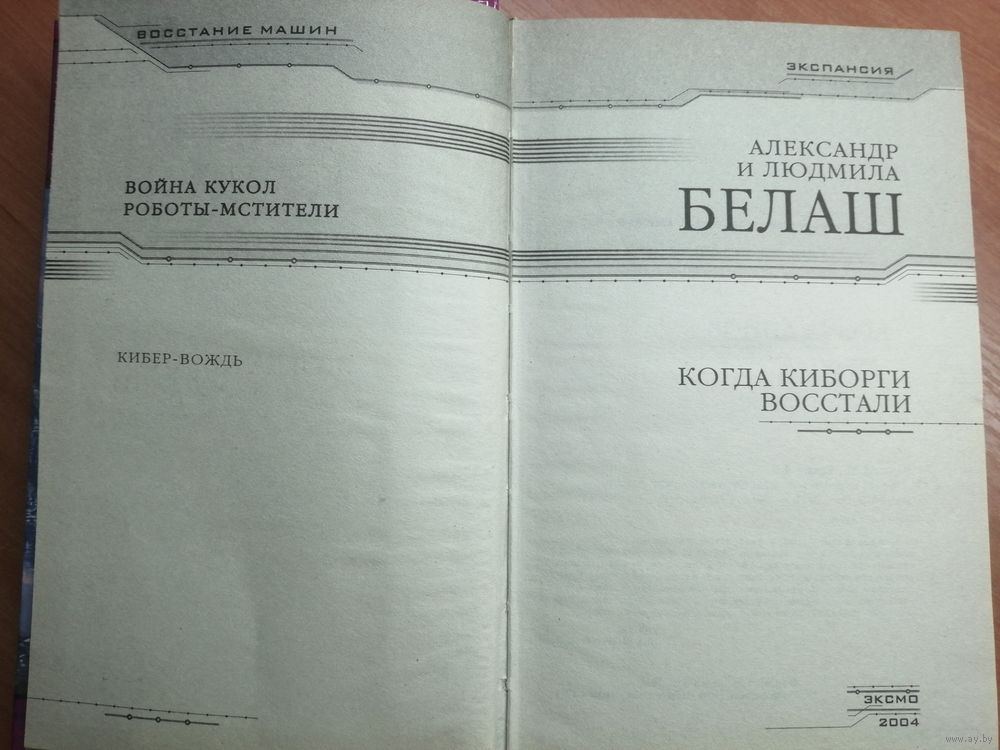 ВОССТАНИЕ МАШИН
ВОЙНА КУКОЛ
РОБОТЫ-МСТИТЕЛИ
КИБЕР-ВОЖДЬ
ЭКСПАНСИЯ
АЛЕКСАНДР
И ЛЮДМИЛА
БЕЛАШ
КОГДА КИБОРГИ
ВОССТАЛИ
ЭКСМО
2004
www.ay.by